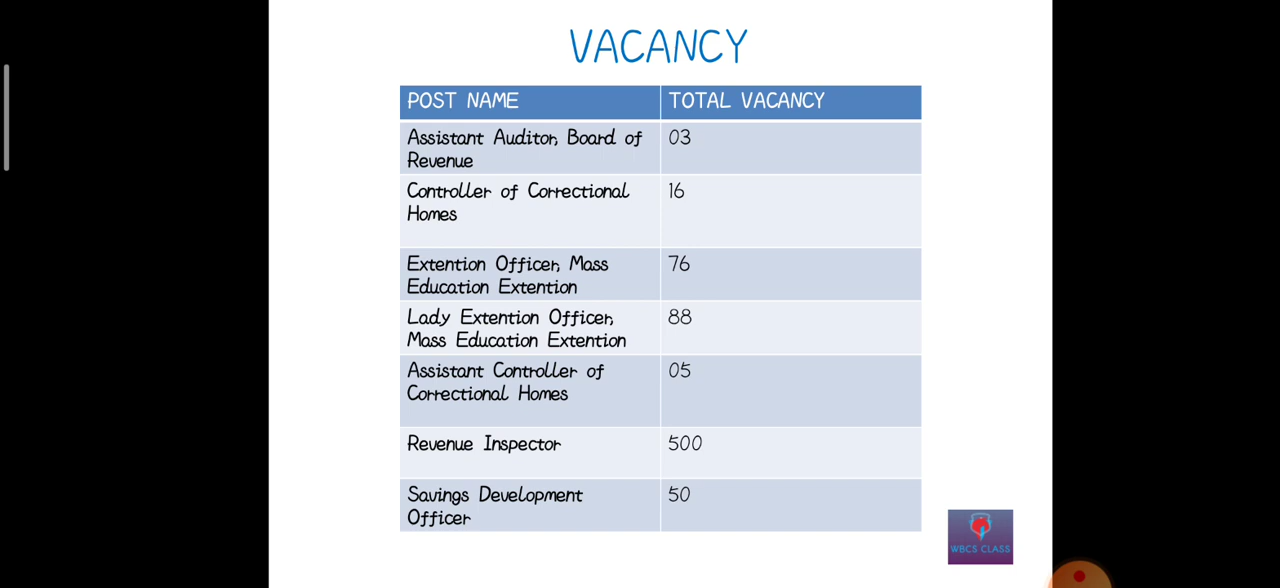 VACANCY
POST NAME TOTAL VACANCY
Assistant Auditor, Board of 03
Revenue
Controller of Correctional 16
Homes
Extention Officer, Mass 76
Education Extention
Lady Extention Officer, 88
Mass Education Extention
Assistant Controller of 05
Correctional Homes
Revenue Inspector 500
Savings Development 50
Officer
WBCS CLASS